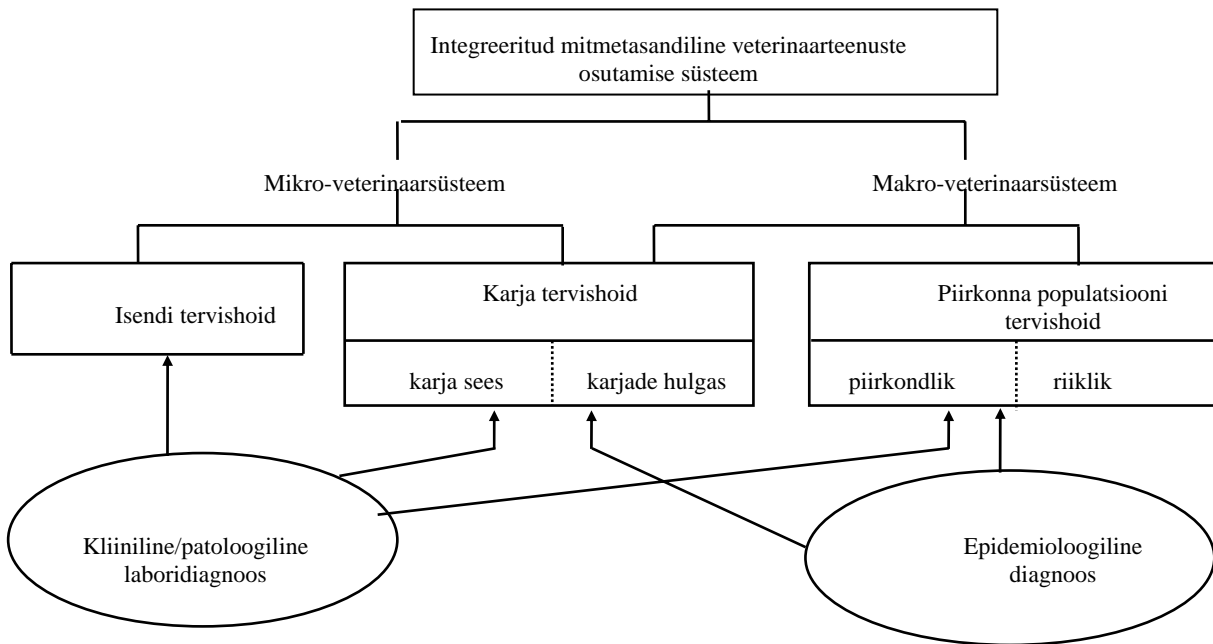 Integreeritud mitmetasandiline veterinaarteenuste
osutamise süsteem
Mikro-veterinaarsüsteem
Makro-veterinaarsüsteem
Isendi tervishoid
Karja tervishoid
Piirkonna populatsiooni
tervishoid
karja sees
karjade hulgas
piirkondlik
riiklik
Kliiniline/patoloogiline
laboridiagnoos
Epidemioloogiline
diagnoos